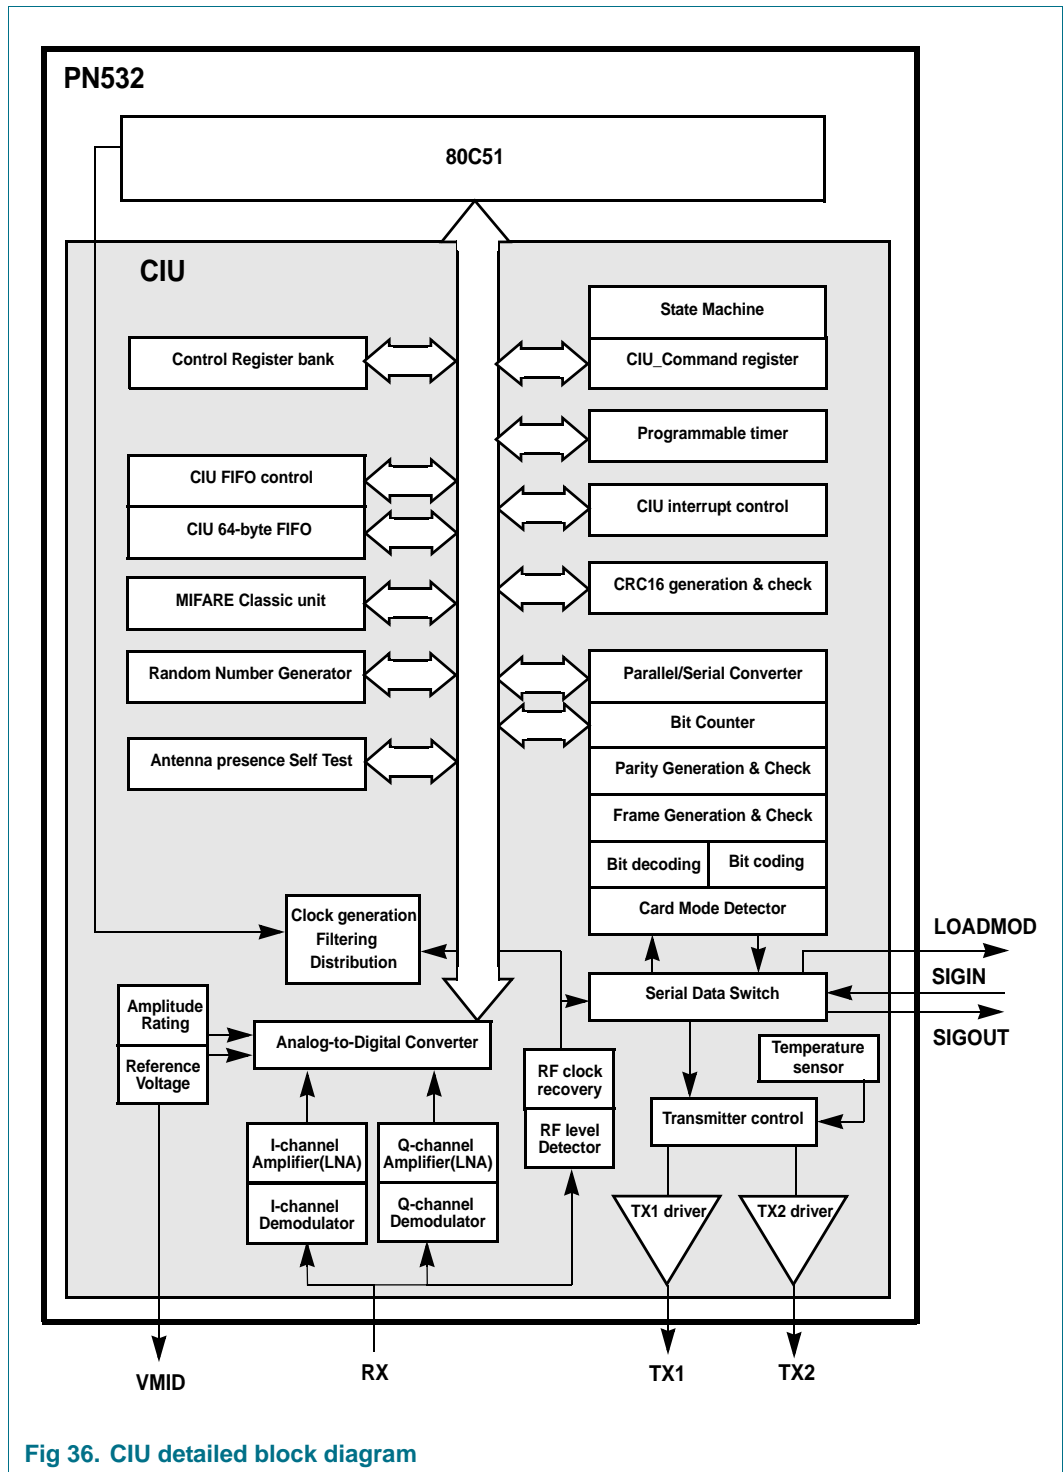 PN532
80C51
CIU
State Machine
Control Register bank
CIU_Command register
Programmable timer
CIU FIFO control
CIU interrupt control
CIU 64-byte FIFO
CRC16 generation & check
MIFARE Classic unit
Random Number Generator
Parallel/Serial Converter
Bit Counter
Antenna presence Self Test
Parity Generation & Check
Frame Generation & Check
Bit decoding
Bit coding
Card Mode Detector
Clock generation
Filtering
Distribution
LOADMOD
SIGIN
SIGOUT
Serial Data Switch
Amplitude
Rating
Reference
Voltage
Analog-to-Digital Converter
RF clock
recovery
RF level
Detector
Temperature
sensor
Transmitter control
I-channel
Amplifier(LNA)
I-channel
Demodulator
Q-channel
Amplifier(LNA)
Q-channel
Demodulator
TX1 driver
TX2 driver
VMID
RX
TX1
TX2
Fig 36. CIU detailed block diagram